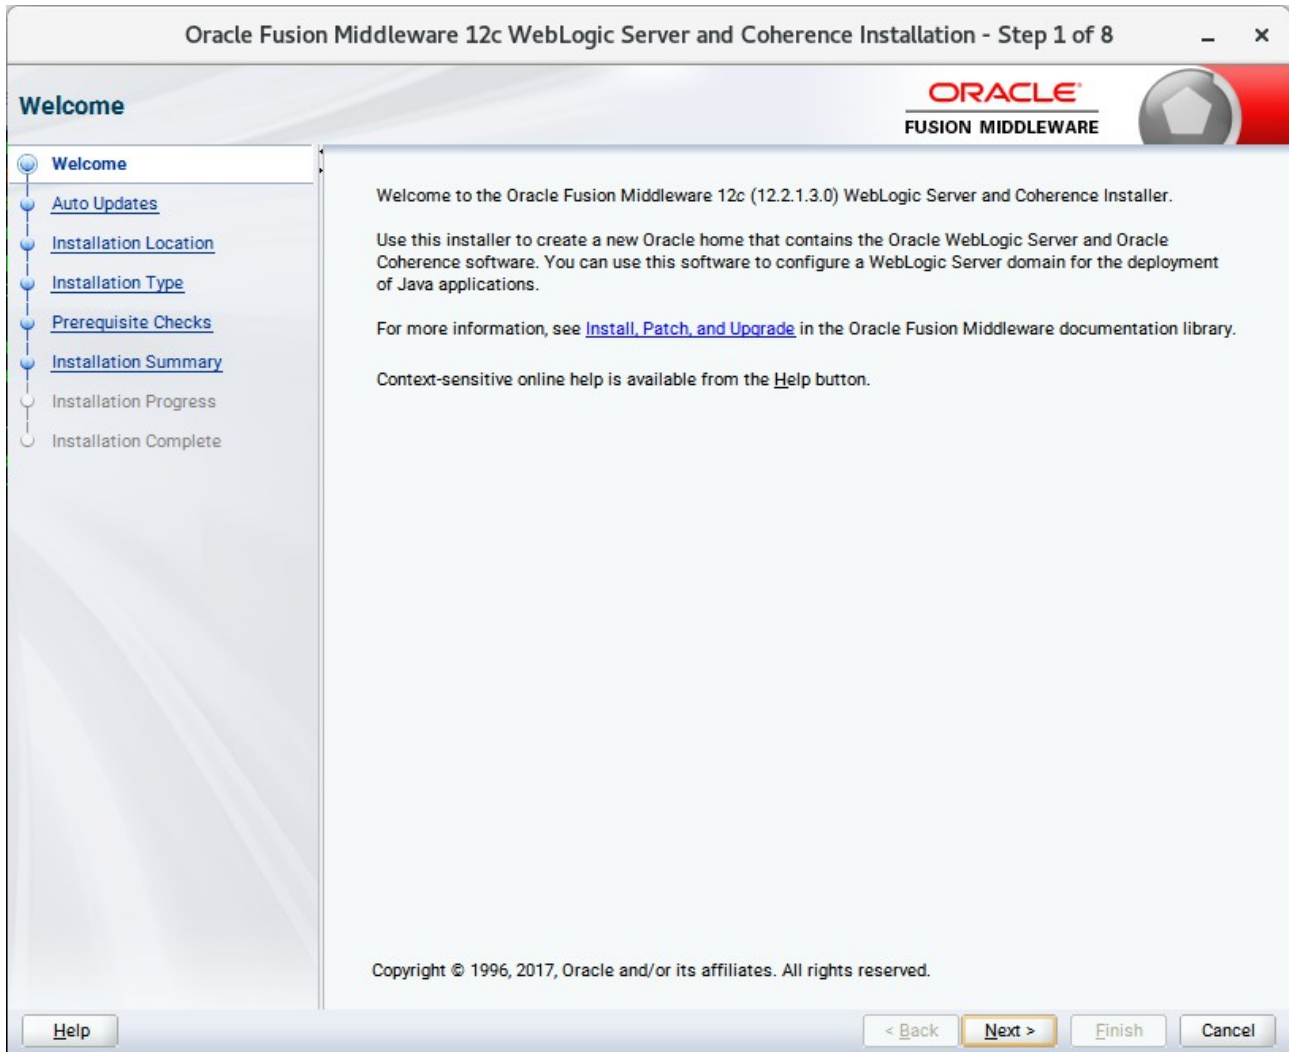 Oracle Fusion Middleware 12c WebLogic Server and Coherence Installation - Step 1 of 8
Welcome
ORACLE
FUSION MIDDLEWARE
Welcome
Auto Updates
Installation Location
Installation Type
Prerequisite Checks
Installation Summary
Installation Progress
Installation Complete
Welcome to the Oracle Fusion Middleware 12c (12.2.1.3.0) WebLogic Server and Coherence Installer.
Use this installer to create a new Oracle home that contains the Oracle WebLogic Server and Oracle
Coherence software. You can use this software to configure a WebLogic Server domain for the deployment
of Java applications.
For more information, see Install, Patch, and Upgrade in the Oracle Fusion Middleware documentation library.
Context-sensitive online help is available from the Help button.
Copyright © 1996, 2017, Oracle and/or its affiliates. All rights reserved.
Help
< Back
Next >
Finish
Cancel